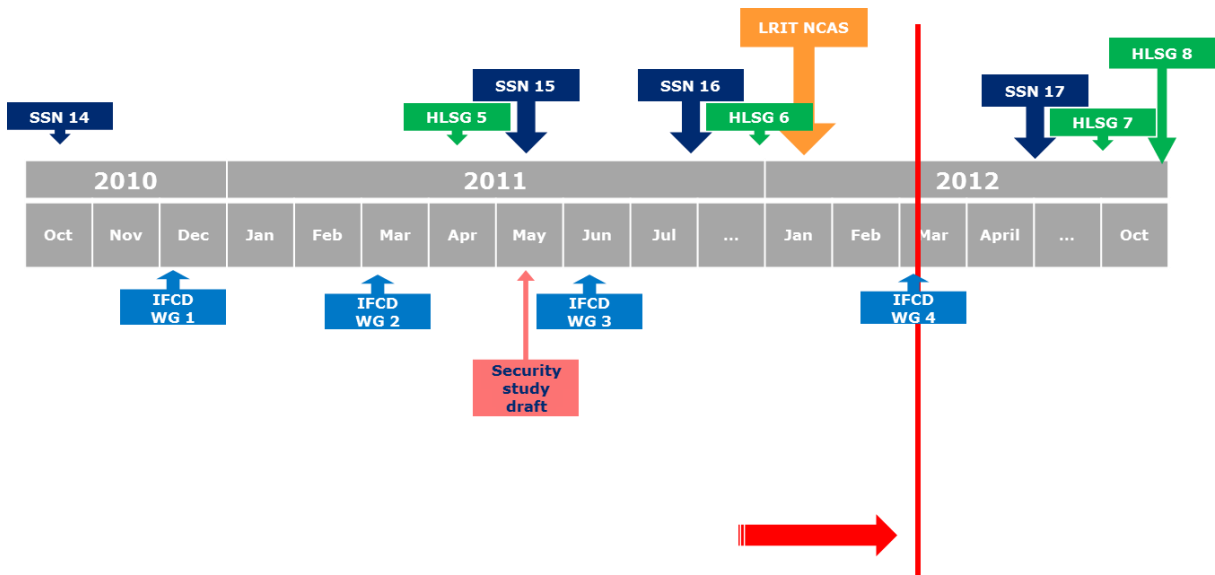 LRIT NCAS
HLSG 8
SSN 15
SSN 16
SSN 17
SSN 14
HLSG 5
HLSG 6
HLSG 7
2010
2011
2012
Oct
Nov
Dec
Jan
Feb
Mar
Apr
May
Jun
Jul
...
Jan
Feb
Mar
April
...
Oct
IFCD
WG 1
IFCD
WG 2
IFCD
WG 3
IFCD
WG 4
Security
study
draft